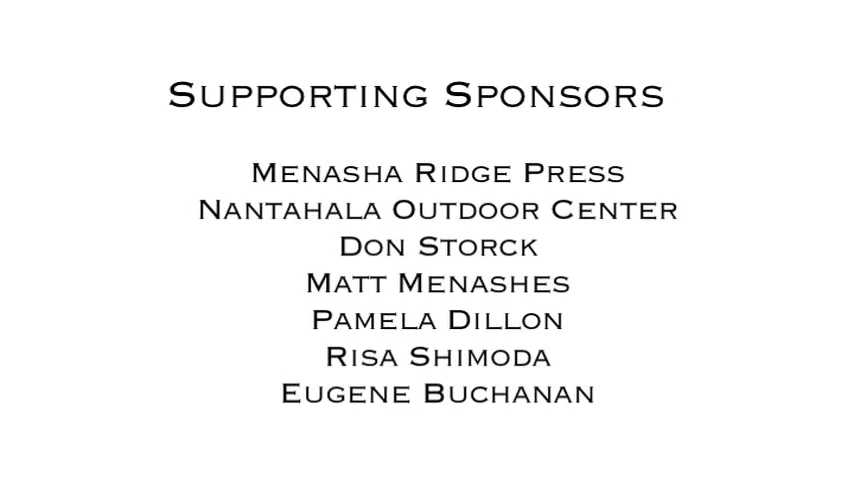 Supporting Sponsors
Menasha Ridge Press
Nantahala Outdoor Center
Don Storck
Matt Menashes
Pamela Dillon
Risa Shimoda
Eugene Buchanan